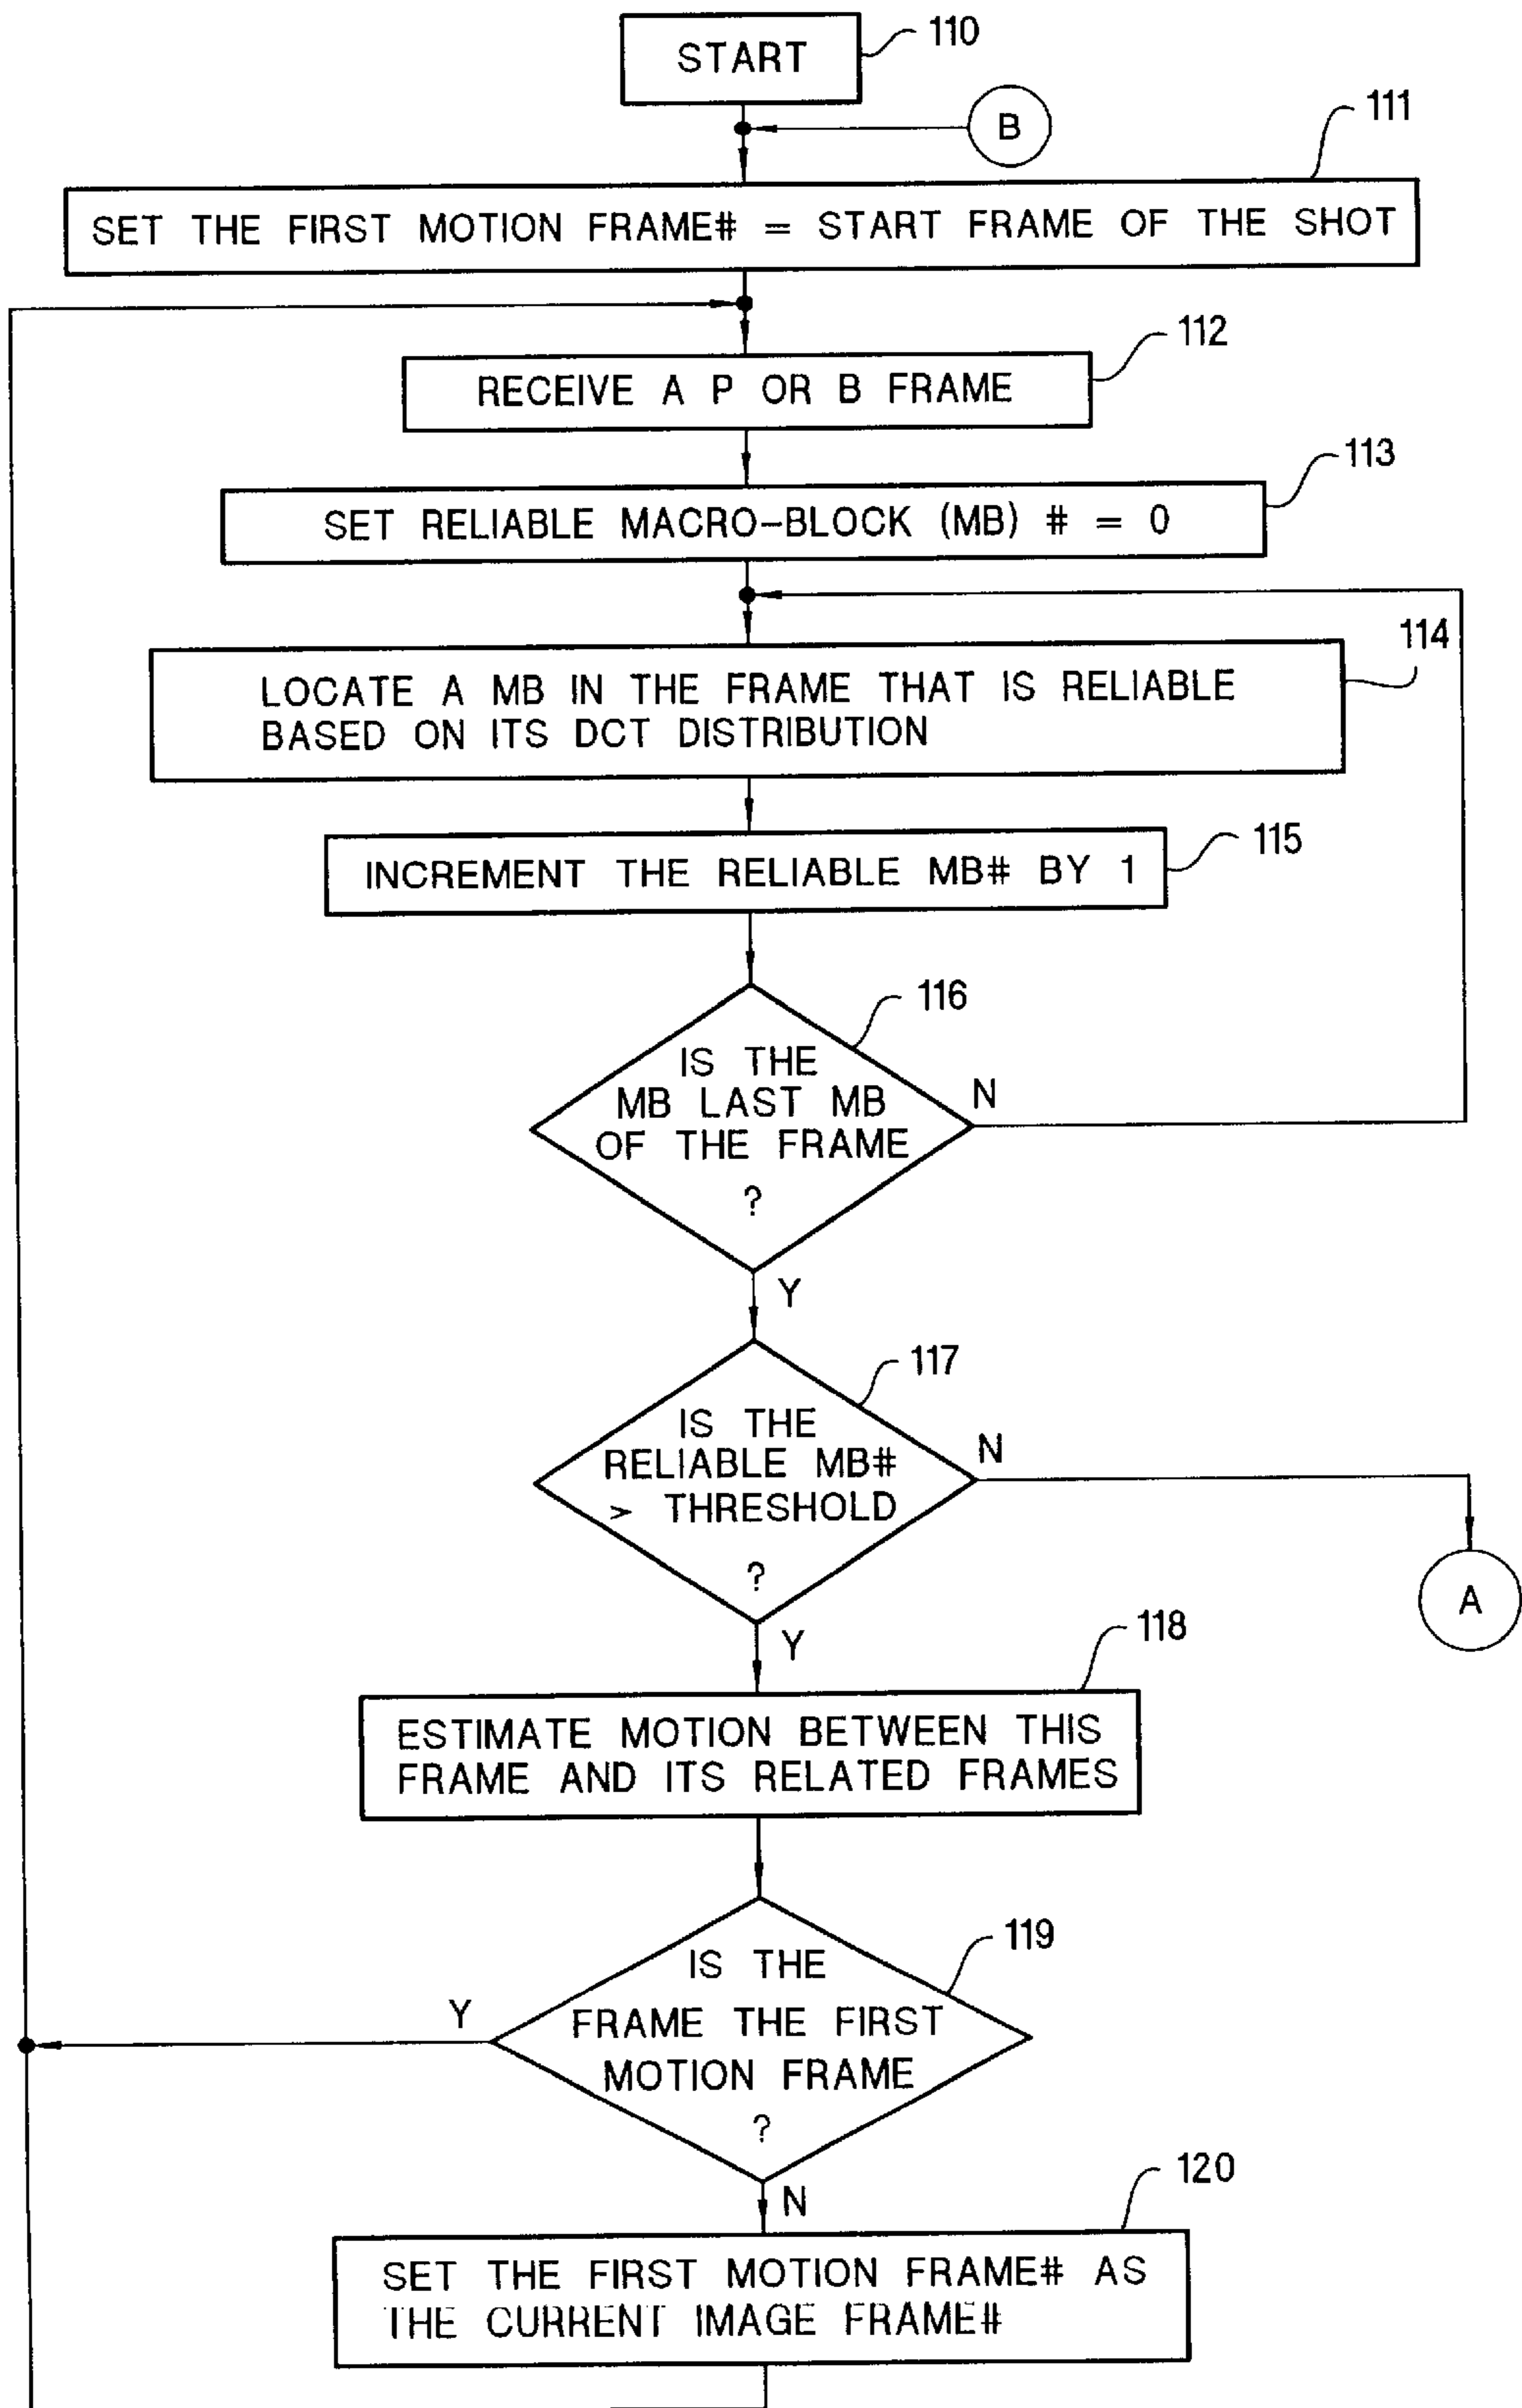 START
110
B
111
SET THE FIRST MOTION FRAME# = START FRAME OF THE SHOT
112
RECEIVE A P OR B FRAME
113
SET RELIABLE MACRO-BLOCK (MB) # = 0
114
LOCATE A MB IN THE FRAME THAT IS RELIABLE
BASED ON ITS DCT DISTRIBUTION
115
INCREMENT THE RELIABLE MB# BY 1
116
IS THE
MB LAST MB
OF THE FRAME
?
N
Y
117
IS THE
RELIABLE MB#
> THRESHOLD
?
N
A
Y
118
ESTIMATE MOTION BETWEEN THIS
FRAME AND ITS RELATED FRAMES
119
IS THE
FRAME THE FIRST
MOTION FRAME
?
Y
N
120
SET THE FIRST MOTION FRAME# AS
THE CURRENT IMAGE FRAME#